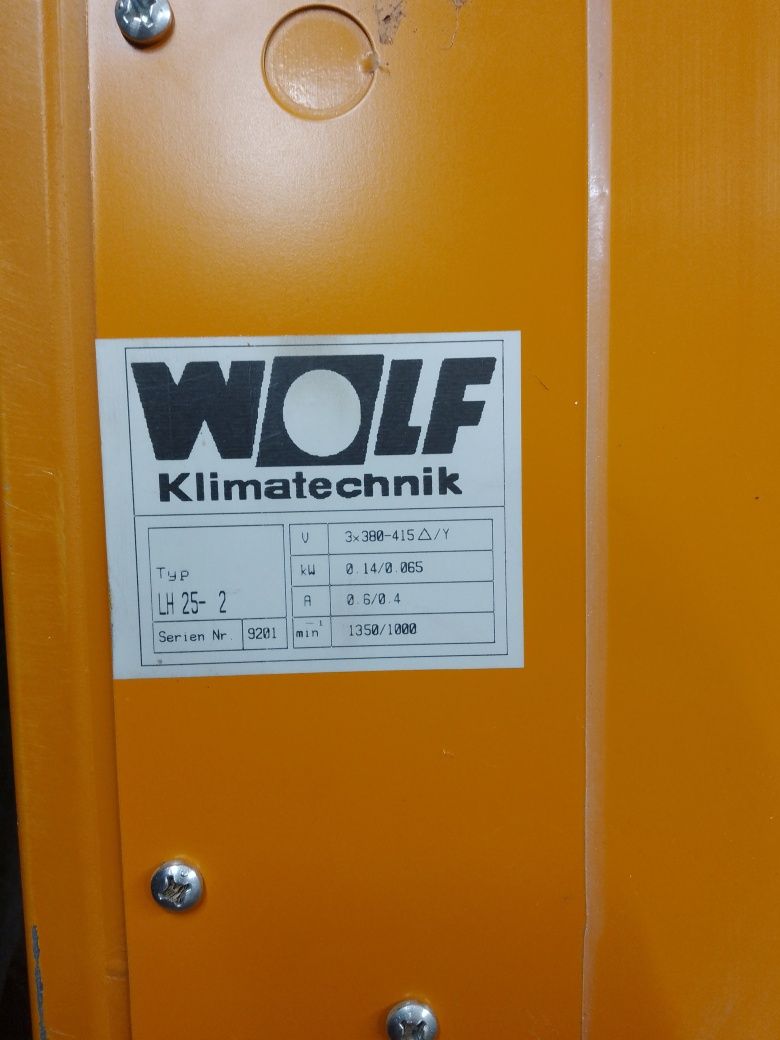 WOLF
Klimatechnik
Typ
LH 25- 2
Serien Nr. 9201
V 3×380-415△/Y
kW 0.14/0.065
A 0.6/0.4
min⁻¹ 1350/1000